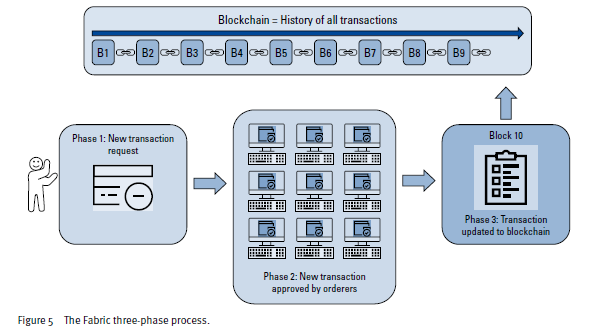 Blockchain = History of all transactions
B1 B2 B3 B4 B5 B6 B7 B8 B9
Phase 1: New transaction
request
Phase 2: New transaction
approved by orderers
Block 10
Phase 3: Transaction
updated to blockchain
Figure 5 The Fabric three-phase process.